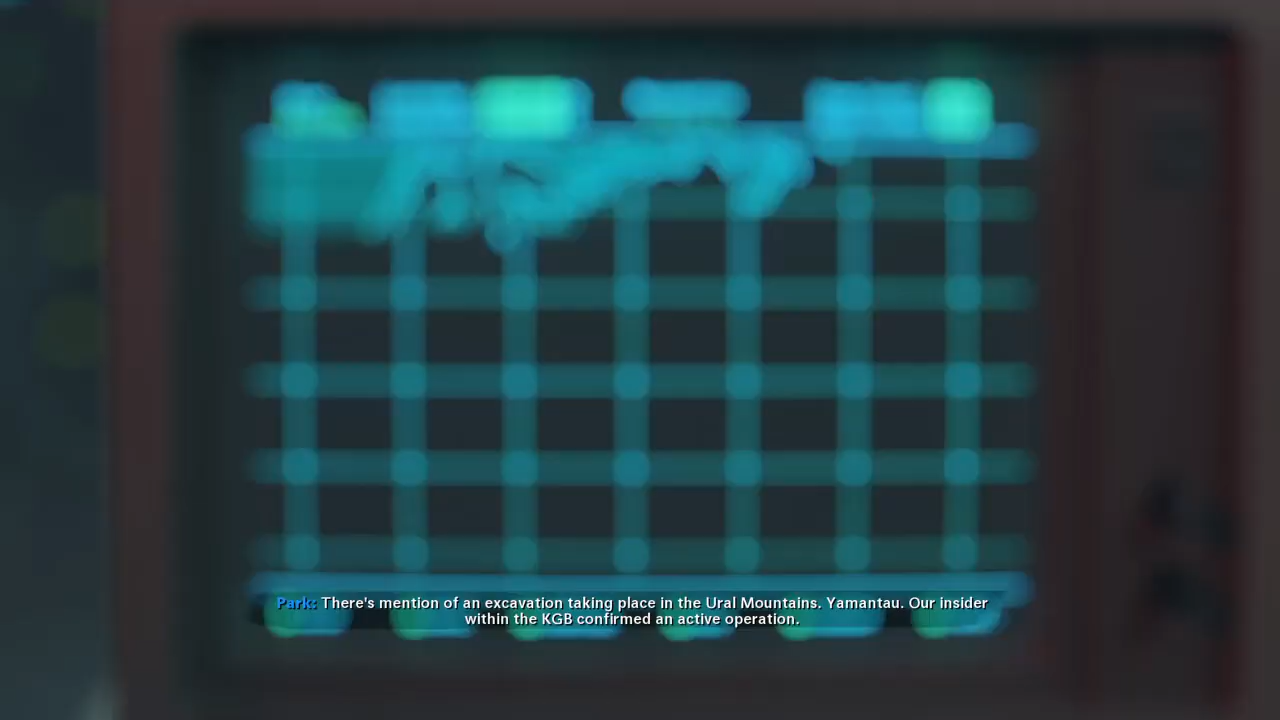 Park: There's mention of an excavation taking place in the Ural Mountains. Yamantau. Our insider
within the KGB confirmed an active operation.